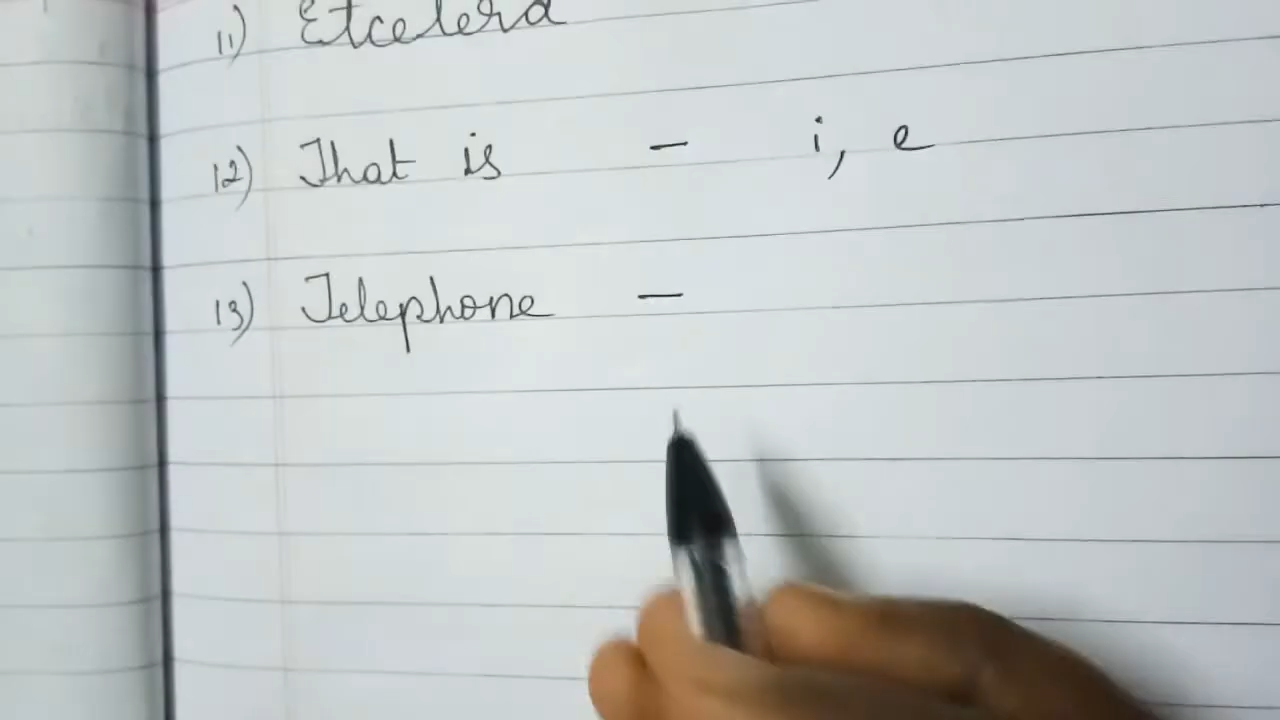 11) Etcetera
12) That is - i, e
13) Telephone -